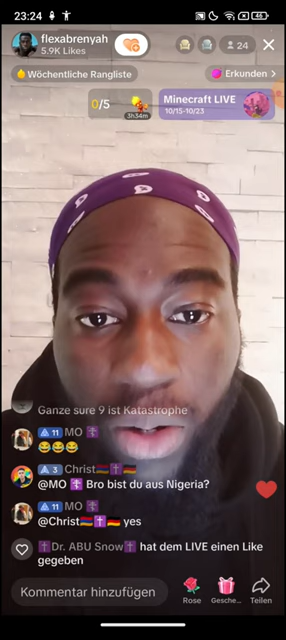 23:24
46
flexabrenyah
5.9K Likes
24
Wöchentliche Rangliste
Erkunden >
0/5
3h34m
Minecraft LIVE
10/15-10/23
Ganze sure 9 ist Katastrophe
11 MO ☦️
😂😂😂
3 Christ🇦🇲✝️🇩🇪
@MO ☦️ Bro bist du aus Nigeria?
11 MO ☦️
@Christ🇦🇲✝️🇩🇪 yes
✝️Dr. ABU Snow✝️ hat dem LIVE einen Like
gegeben
Kommentar hinzufügen
Rose
Gesche...
Teilen